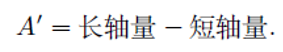 A′ = 长轴量 − 短轴量.